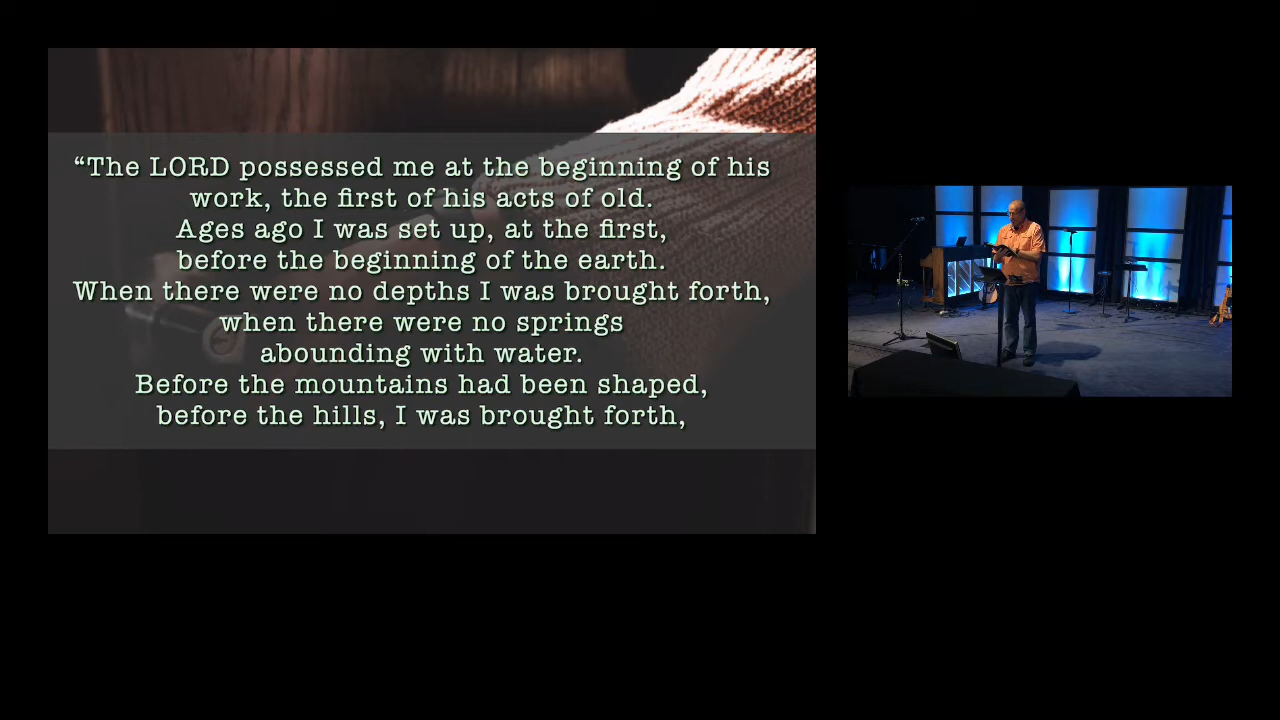 “The LORD possessed me at the beginning of his
work, the first of his acts of old.
Ages ago I was set up, at the first,
before the beginning of the earth.
When there were no depths I was brought forth,
when there were no springs
abounding with water.
Before the mountains had been shaped,
before the hills, I was brought forth,